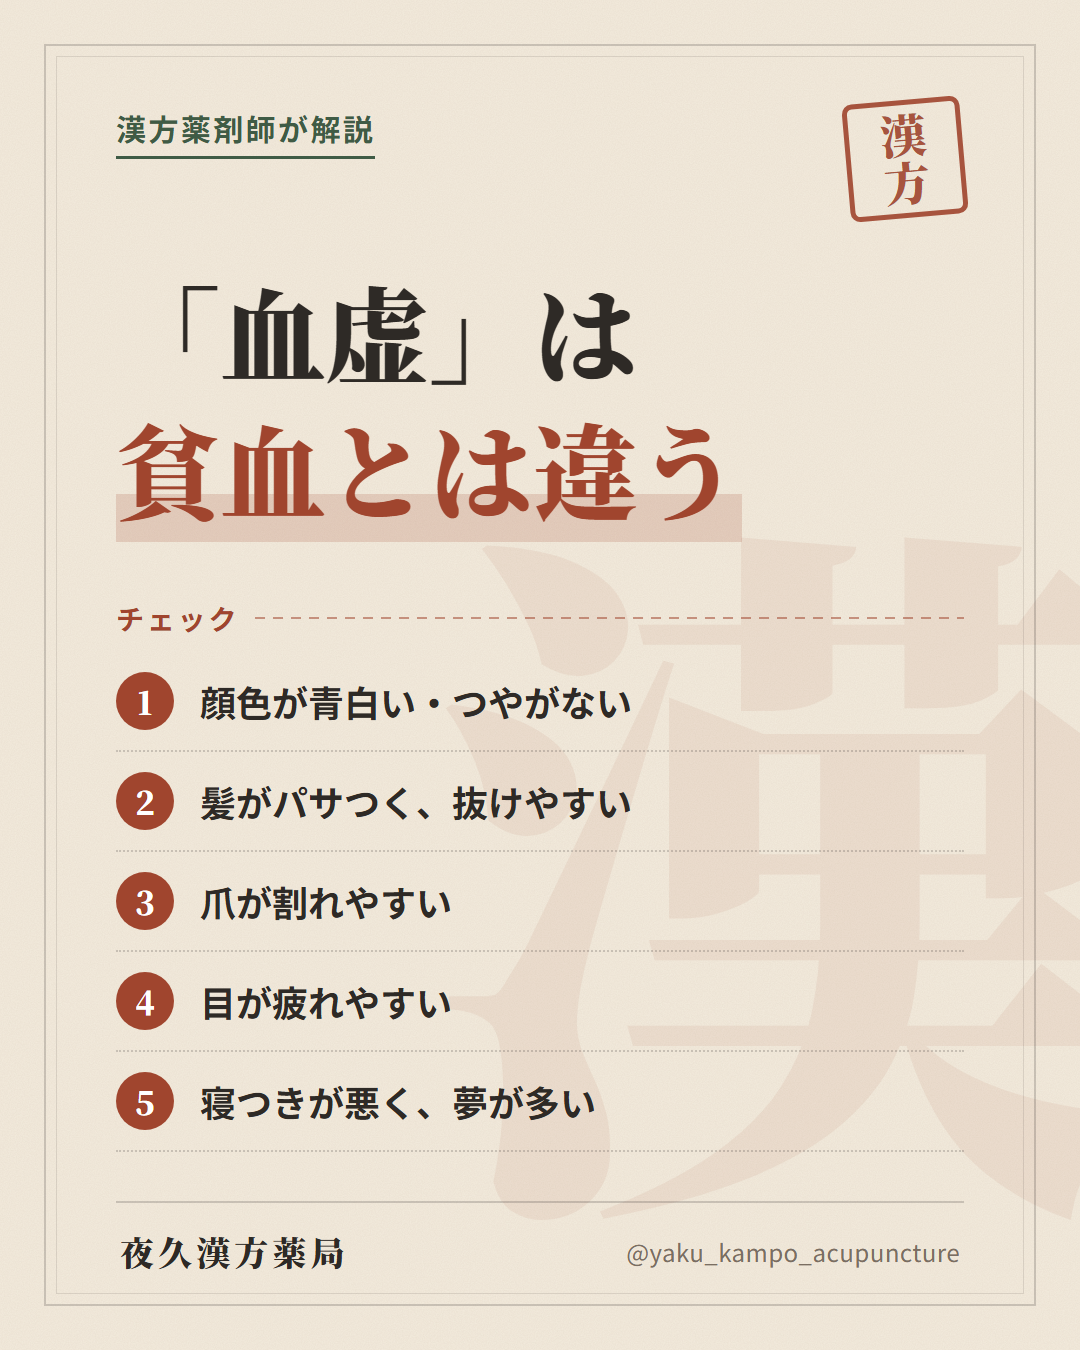 漢方薬剤師が解説
漢方
「血虚」は
貧血とは違う
チェック
1 顔色が青白い・つやがない
2 髪がパサつく、抜けやすい
3 爪が割れやすい
4 目が疲れやすい
5 寝つきが悪く、夢が多い
漢
夜久漢方薬局
@yaku_kampo_acupuncture